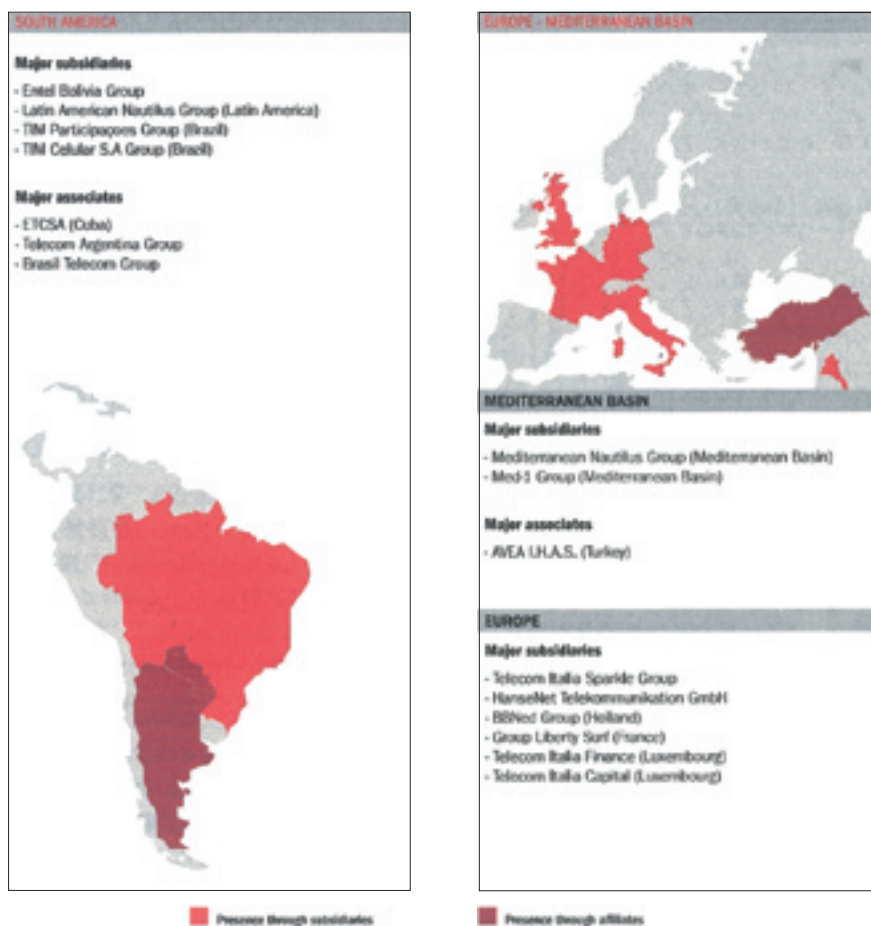 SOUTH AMERICA
Major subsidiaries
- Entel Bolivia Group
- Latin American Nautilus Group (Latin America)
- TIM Participaçoes Group (Brazil)
- TIM Celular S.A Group (Brazil)
Major associates
- ETCSA (Cuba)
- Telecom Argentina Group
- Brasil Telecom Group
EUROPE - MEDITERRANEAN BASIN
MEDITERRANEAN BASIN
Major subsidiaries
- Mediterranean Nautilus Group (Mediterranean Basin)
- Med-1 Group (Mediterranean Basin)
Major associates
- AVEA I.H.A.S. (Turkey)
EUROPE
Major subsidiaries
- Telecom Italia Sparkle Group
- HanseNet Telekommunikation GmbH
- BBNed Group (Holland)
- Group Liberty Surf (France)
- Telecom Italia Finance (Luxembourg)
- Telecom Italia Capital (Luxembourg)
Presence through subsidiaries
Presence through affiliates